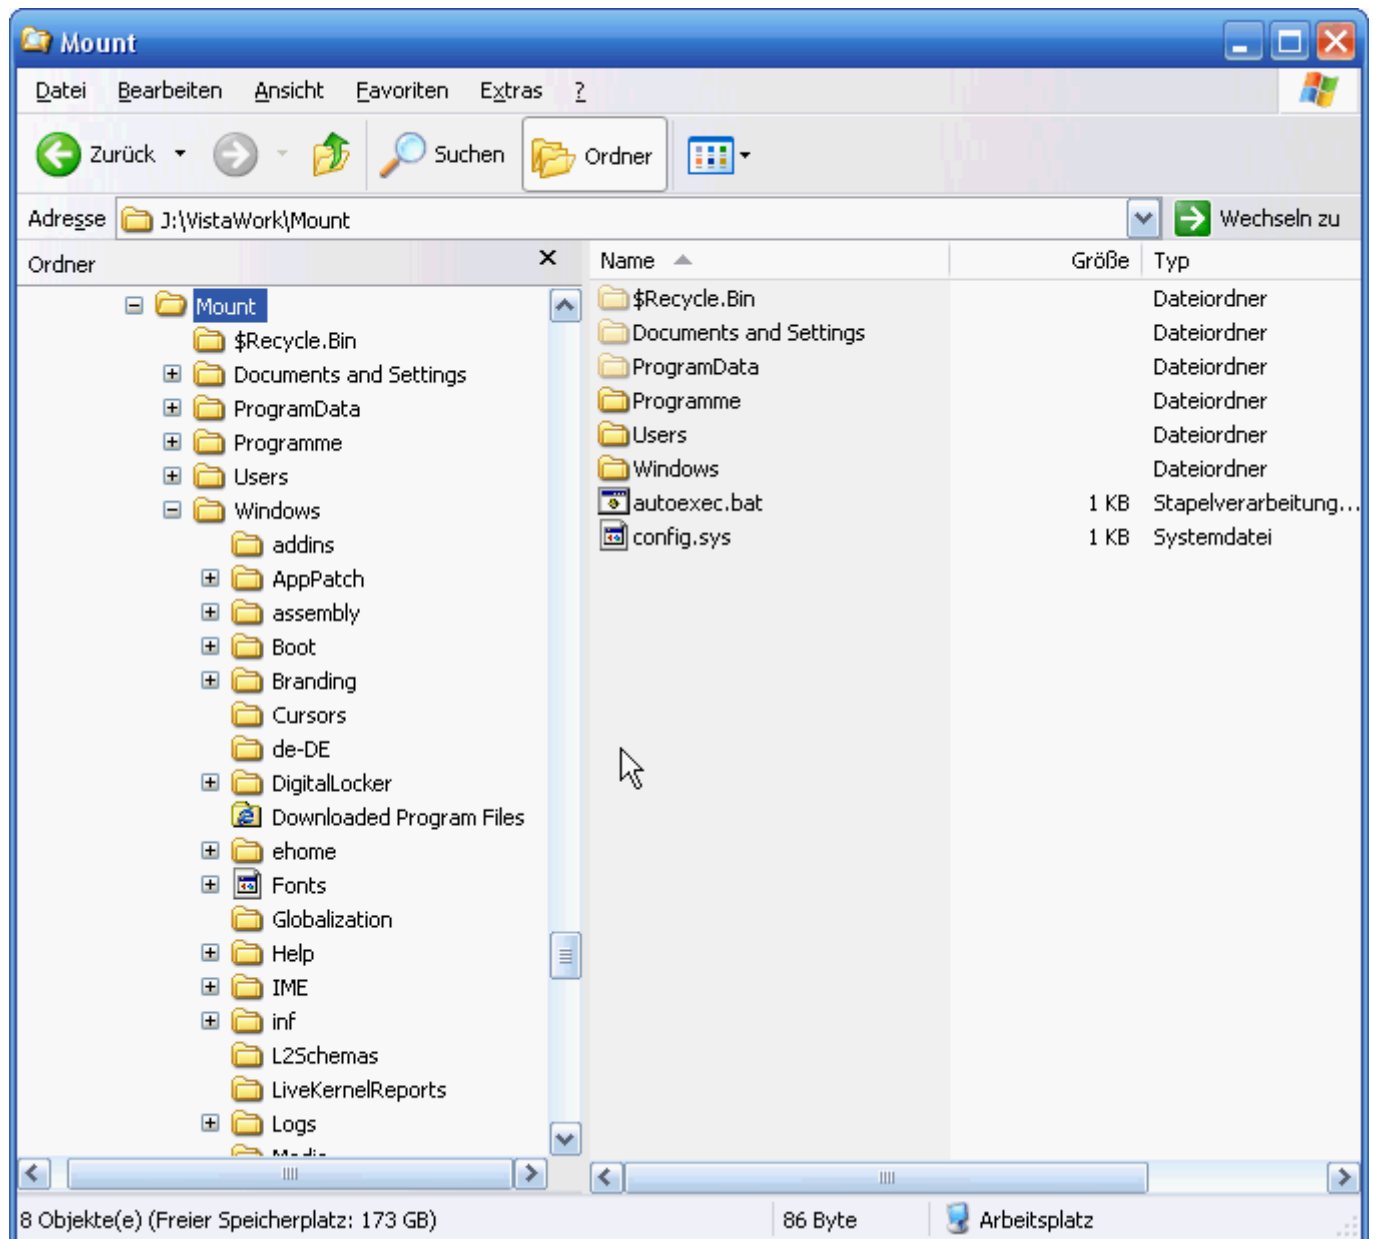 Mount
Datei Bearbeiten Ansicht Favoriten Extras ?
Zurück Suchen Ordner
Adresse J:\VistaWork\Mount Wechseln zu
Ordner
Mount
$Recycle.Bin
Documents and Settings
ProgramData
Programme
Users
Windows
addins
AppPatch
assembly
Boot
Branding
Cursors
de-DE
DigitalLocker
Downloaded Program Files
ehome
Fonts
Globalization
Help
IME
inf
L2Schemas
LiveKernelReports
Logs
Media
Name Größe Typ
$Recycle.Bin Dateiordner
Documents and Settings Dateiordner
ProgramData Dateiordner
Programme Dateiordner
Users Dateiordner
Windows Dateiordner
autoexec.bat 1 KB Stapelverarbeitung...
config.sys 1 KB Systemdatei
8 Objekte(e) (Freier Speicherplatz: 173 GB) 86 Byte Arbeitsplatz